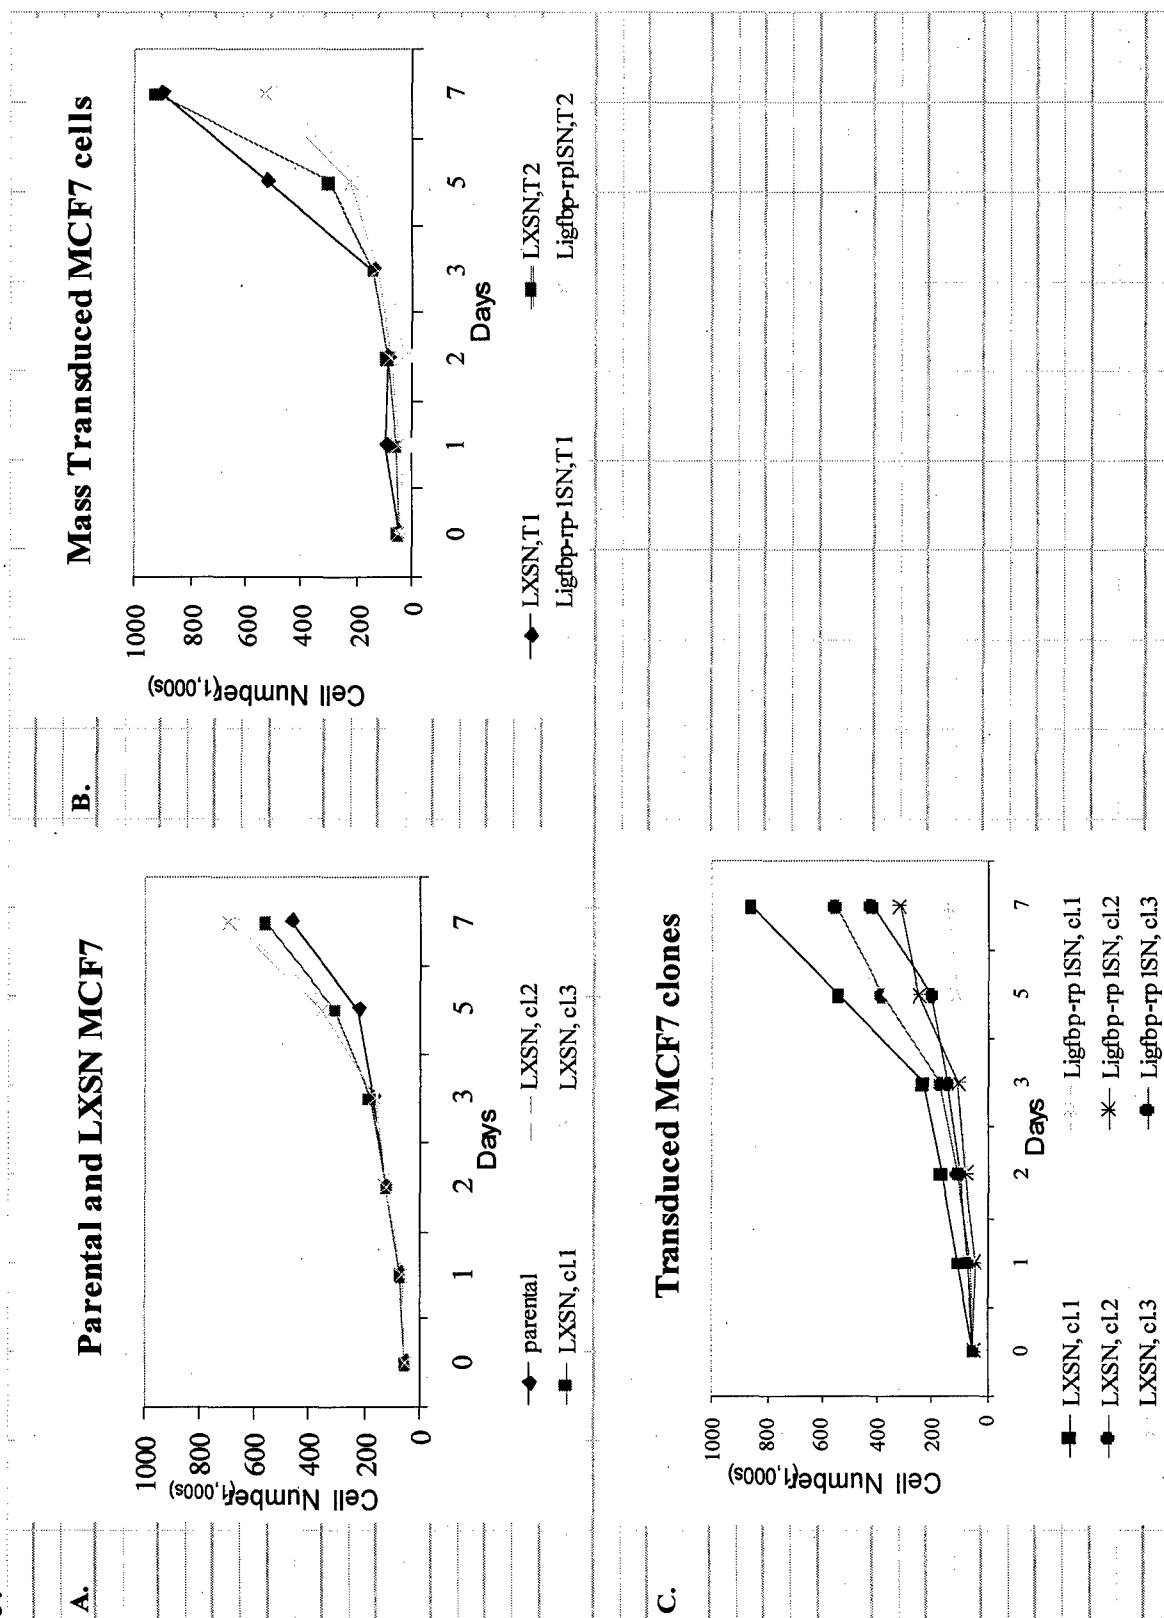 A.
Parental and LXSN MCF7
Cell Number(1,000s)
1000
800
600
400
200
0
0 1 2 3 5 7
Days
parental
LXSN, cl.1
LXSN, cl.2
LXSN, cl.3
B.
Mass Transduced MCF7 cells
Cell Number(1,000s)
1000
800
600
400
200
0
0 1 2 3 5 7
Days
LXSN,T1
Ligfbp-rp-1SN,T1
LXSN,T2
Ligfbp-rp1SN,T2
C.
Transduced MCF7 clones
Cell Number(1,000s)
1000
800
600
400
200
0
0 1 2 3 5 7
Days
LXSN, cl.1
LXSN, cl.2
LXSN, cl.3
Ligfbp-rp 1SN, cl.1
Ligfbp-rp 1SN, cl.2
Ligfbp-rp 1SN, cl.3